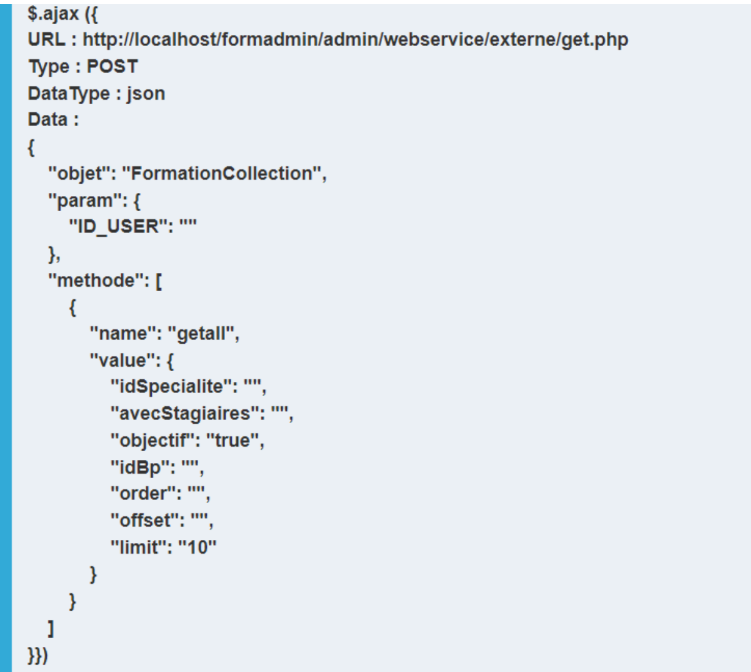 $.ajax ({
URL : http://localhost/formadmin/admin/webservice/externe/get.php
Type : POST
DataType : json
Data :
{
"objet": "FormationCollection",
"param": {
"ID_USER": ""
},
"methode": [
{
"name": "getall",
"value": {
"idSpecialite": "",
"avecStagiaires": "",
"objectif": "true",
"idBp": "",
"order": "",
"offset": "",
"limit": "10"
}
}
]
}})